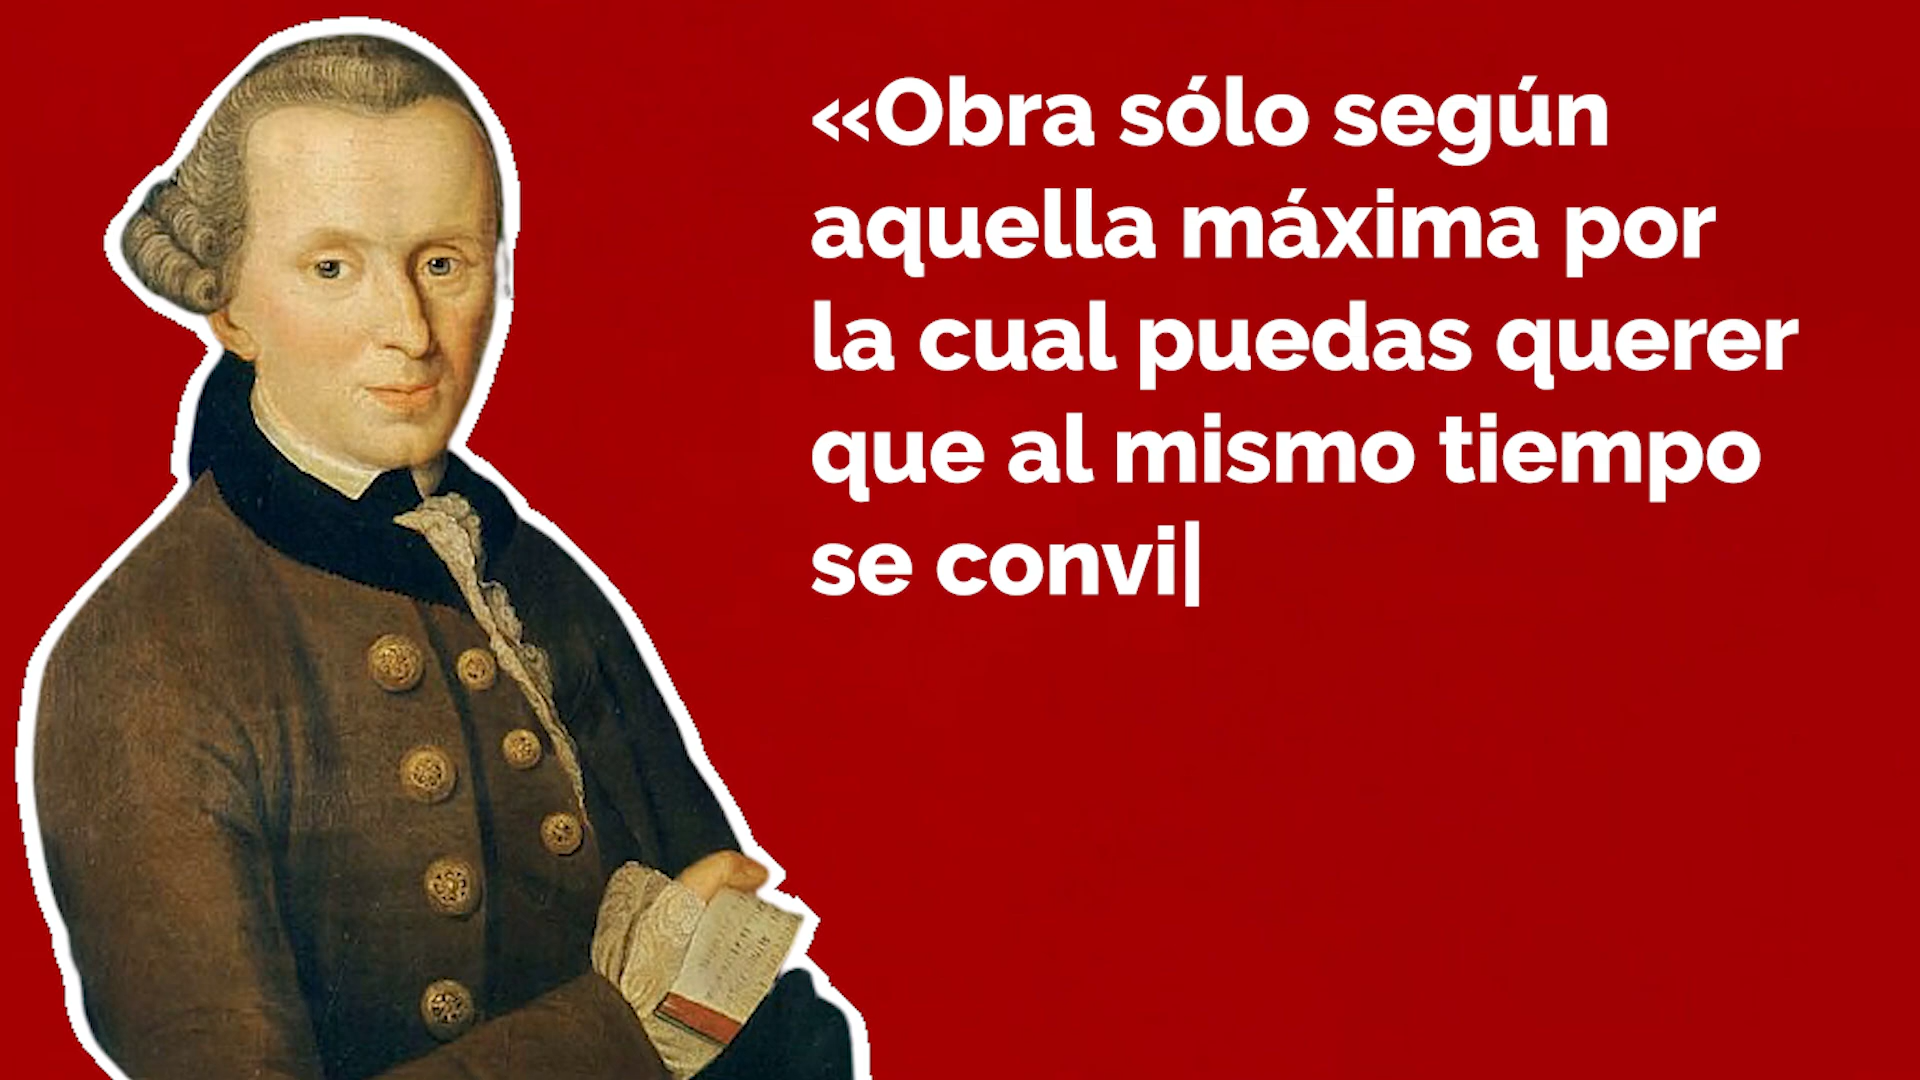 «Obra sólo según
aquella máxima por
la cual puedas querer
que al mismo tiempo
se convi|